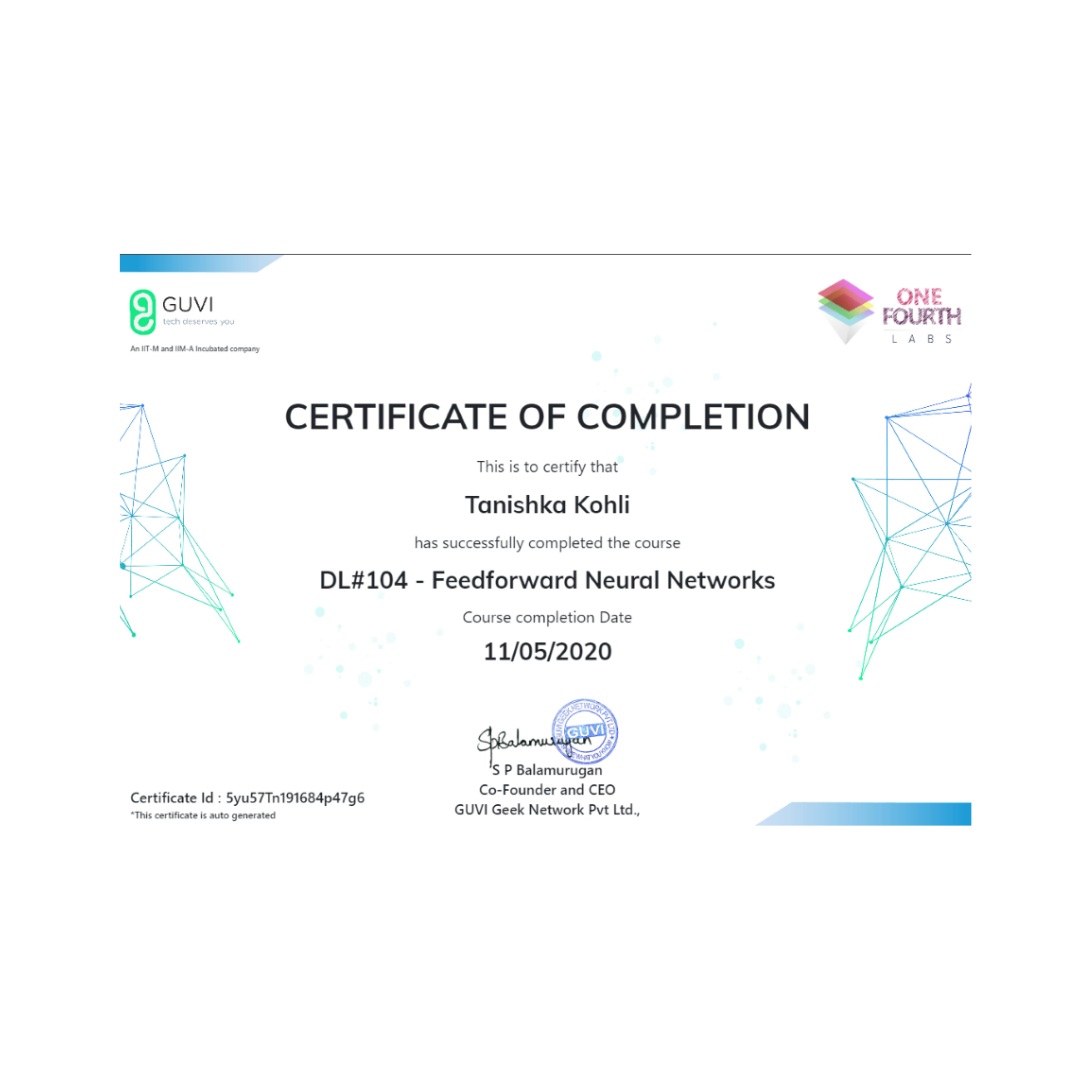 GUVI
tech deserves you
An IIT-M and IIM-A Incubated company
ONE
FOURTH
LABS
CERTIFICATE OF COMPLETION
This is to certify that
Tanishka Kohli
has successfully completed the course
DL#104 - Feedforward Neural Networks
Course completion Date
11/05/2020
SpBalamurugan
GUVI
S P Balamurugan
Co-Founder and CEO
GUVI Geek Network Pvt Ltd.,
Certificate Id : 5yu57Tn191684p47g6
*This certificate is auto generated